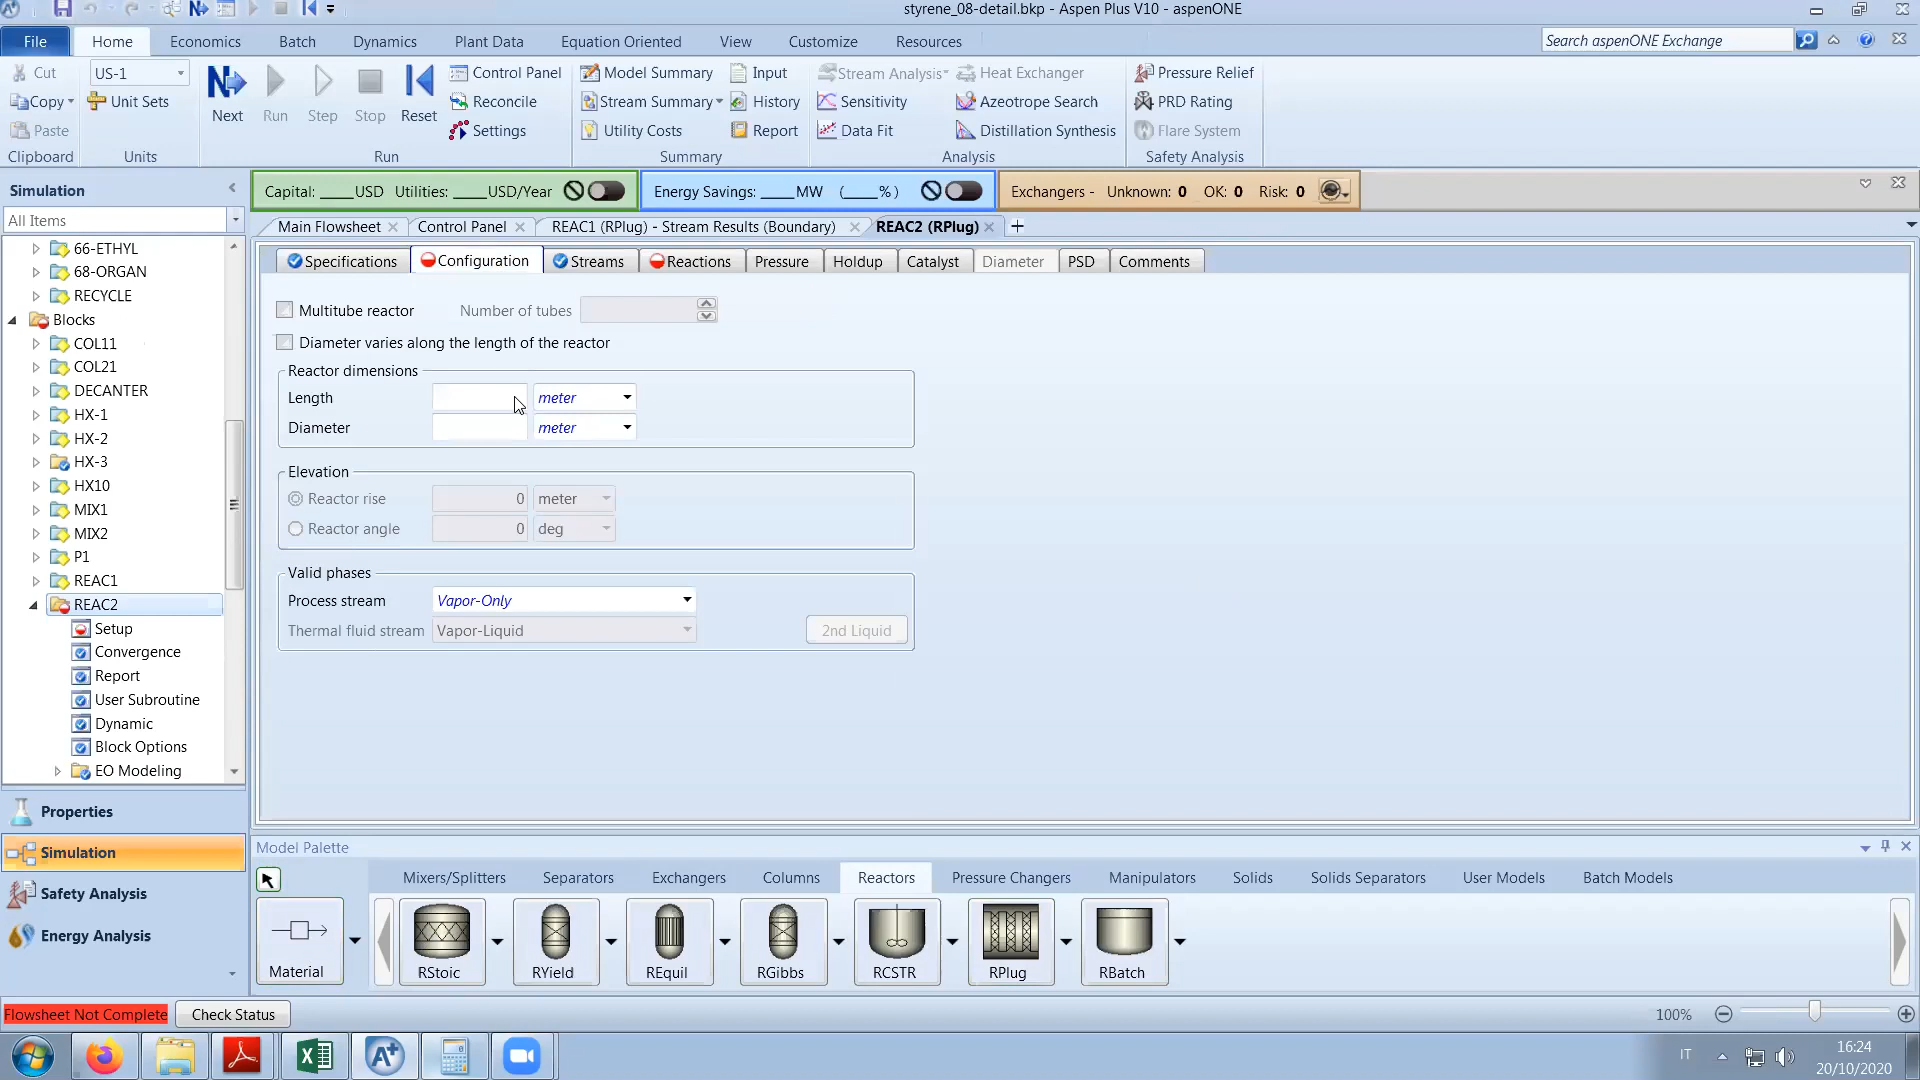 styrene_08-detail.bkp - Aspen Plus V10 - aspenONE
File Home Economics Batch Dynamics Plant Data Equation Oriented View Customize Resources Search aspenONE Exchange
Cut US-1 Control Panel Model Summary Input Stream Analysis Heat Exchanger Pressure Relief
Copy Unit Sets Next Run Step Stop Reset Reconcile Stream Summary History Sensitivity Azeotrope Search PRD Rating
Paste Settings Utility Costs Report Data Fit Distillation Synthesis Flare System
Clipboard Units Run Summary Analysis Safety Analysis
Simulation Capital: ____USD Utilities: ____USD/Year Energy Savings: ____MW (____%) Exchangers - Unknown: 0 OK: 0 Risk: 0
All Items Main Flowsheet Control Panel REAC1 (RPlug) - Stream Results (Boundary) REAC2 (RPlug)
66-ETHYL
68-ORGAN
RECYCLE
Blocks
COL11
COL21
DECANTER
HX-1
HX-2
HX-3
HX10
MIX1
MIX2
P1
REAC1
REAC2
Setup
Convergence
Report
User Subroutine
Dynamic
Block Options
EO Modeling
Properties
Simulation
Safety Analysis
Energy Analysis
Specifications Configuration Streams Reactions Pressure Holdup Catalyst Diameter PSD Comments
Multitube reactor Number of tubes
Diameter varies along the length of the reactor
Reactor dimensions
Length meter
Diameter meter
Elevation
Reactor rise 0 meter
Reactor angle 0 deg
Valid phases
Process stream Vapor-Only
Thermal fluid stream Vapor-Liquid 2nd Liquid
Model Palette
Mixers/Splitters Separators Exchangers Columns Reactors Pressure Changers Manipulators Solids Solids Separators User Models Batch Models
Material RStoic RYield REquil RGibbs RCSTR RPlug RBatch
Flowsheet Not Complete Check Status 100%
IT 16:24
20/10/2020